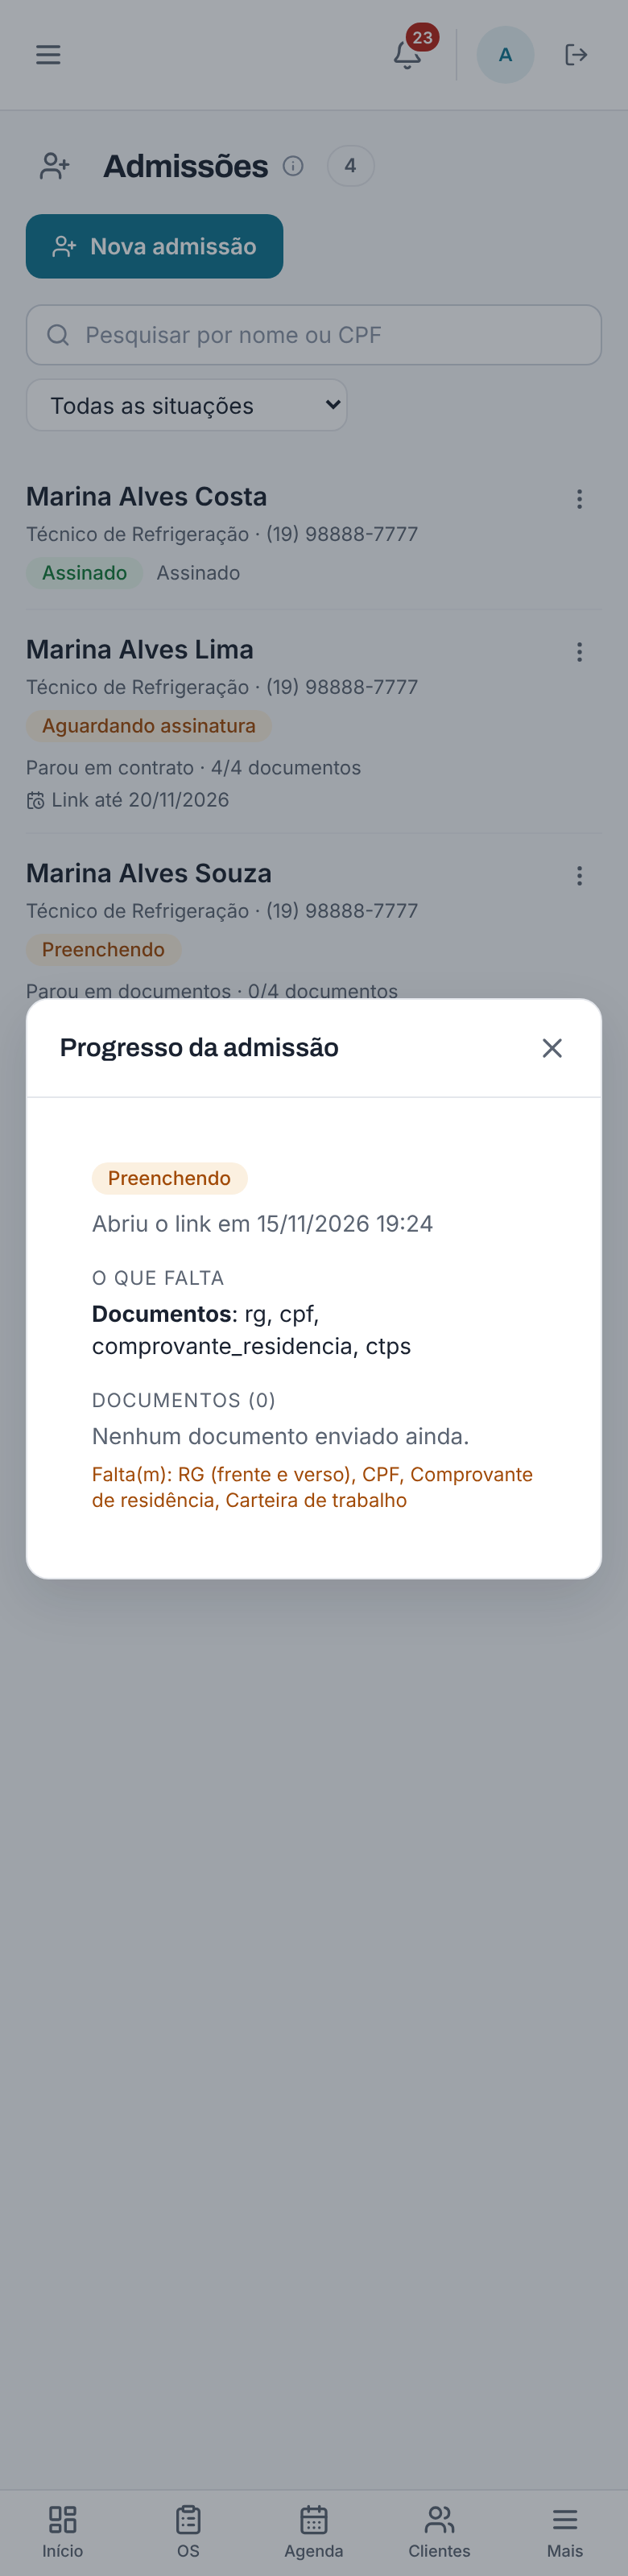 23
A
Admissões
4
Nova admissão
Pesquisar por nome ou CPF
Todas as situações
Marina Alves Costa
Técnico de Refrigeração · (19) 98888-7777
Assinado Assinado
Marina Alves Lima
Técnico de Refrigeração · (19) 98888-7777
Aguardando assinatura
Parou em contrato · 4/4 documentos
Link até 20/11/2026
Marina Alves Souza
Técnico de Refrigeração · (19) 98888-7777
Preenchendo
Parou em documentos · 0/4 documentos
Progresso da admissão
Preenchendo
Abriu o link em 15/11/2026 19:24
O QUE FALTA
Documentos: rg, cpf,
comprovante_residencia, ctps
DOCUMENTOS (0)
Nenhum documento enviado ainda.
Falta(m): RG (frente e verso), CPF, Comprovante
de residência, Carteira de trabalho
Início OS Agenda Clientes Mais